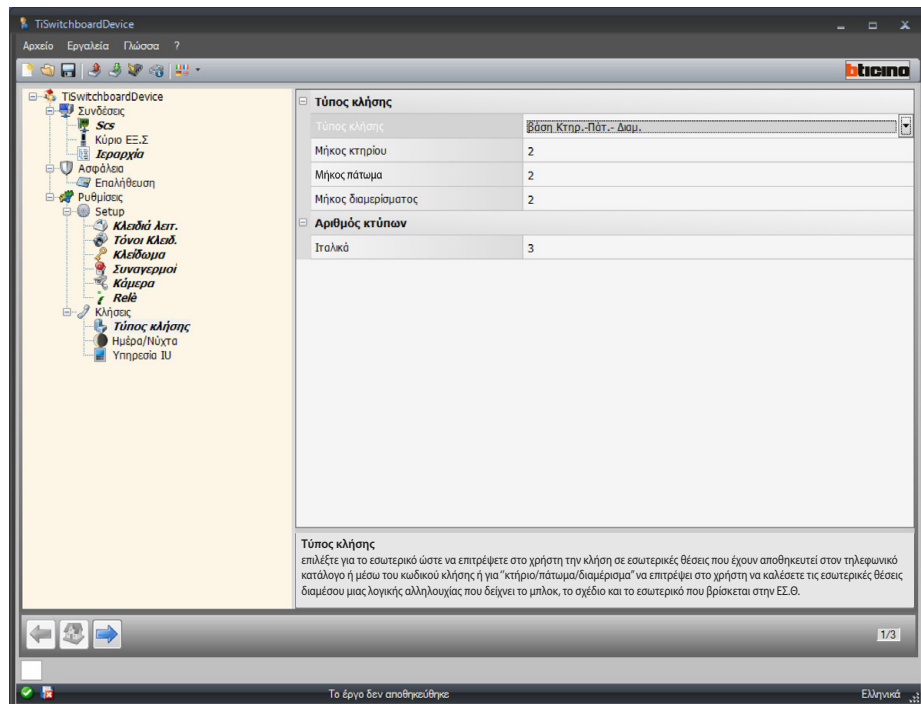 TiSwitchboardDevice
Αρχείο Εργαλεία Γλώσσα ?
bticino
TiSwitchboardDevice
Συνδέσεις
Scs
Κύριο ΕΞ.Σ
Ιεραρχία
Ασφάλεια
Επαλήθευση
Ρυθμίσεις
Setup
Κλειδιά λειτ.
Τόνοι Κλειδ.
Κλείδωμα
Συναγερμοί
Κάμερα
Relè
Κλήσεις
Τύπος κλήσης
Ημέρα/Νύχτα
Υπηρεσία IU
Τύπος κλήσης
Τύπος κλήσης βάση Κτηρ.-Πάτ.- Διαμ.
Μήκος κτηρίου 2
Μήκος πάτωμα 2
Μήκος διαμερίσματος 2
Αριθμός κτύπων
Ιταλικά 3
Τύπος κλήσης
επιλέξτε για το εσωτερικό ώστε να επιτρέψετε στο χρήστη την κλήση σε εσωτερικές θέσεις που έχουν αποθηκευτεί στον τηλεφωνικό
κατάλογο ή μέσω του κωδικού κλήσης ή για "κτήριο/πάτωμα/διαμέρισμα" να επιτρέψει στο χρήστη να καλέσετε τις εσωτερικές θέσεις
διαμέσου μιας λογικής αλληλουχίας που δείχνει το μπλοκ, το σχέδιο και το εσωτερικό που βρίσκεται στην ΕΣ.Θ.
1/3
Το έργο δεν αποθηκεύθηκε Ελληνικά